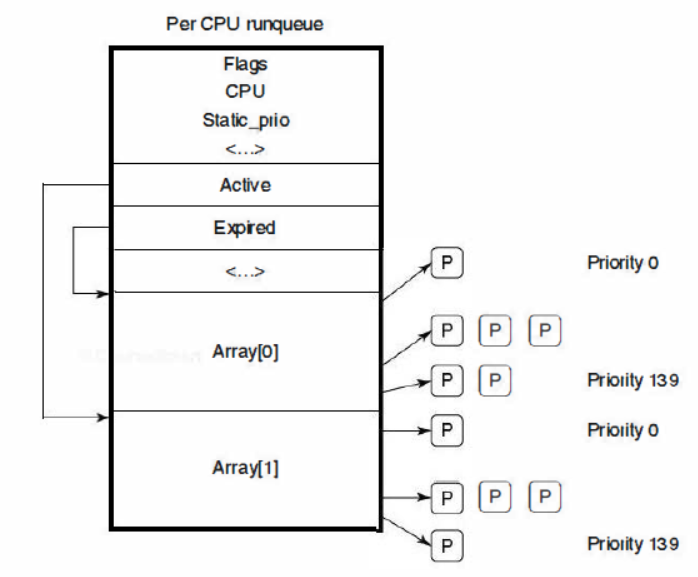 Per CPU runqueue
Flags
CPU
Static_prio
<...>
Active
Expired
<...>
P Priority 0
Array[0]
P P P
P P Priority 139
P Priority 0
Array[1]
P P P
P Priority 139